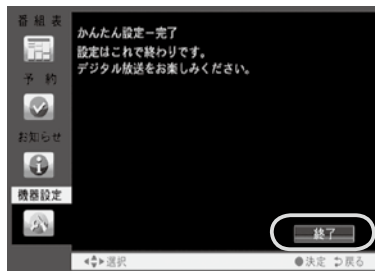 番組表
かんたん設定－完了
設定はこれで終わりです。
デジタル放送をお楽しみください。
予約
お知らせ
機器設定
終了
選択
決定 戻る